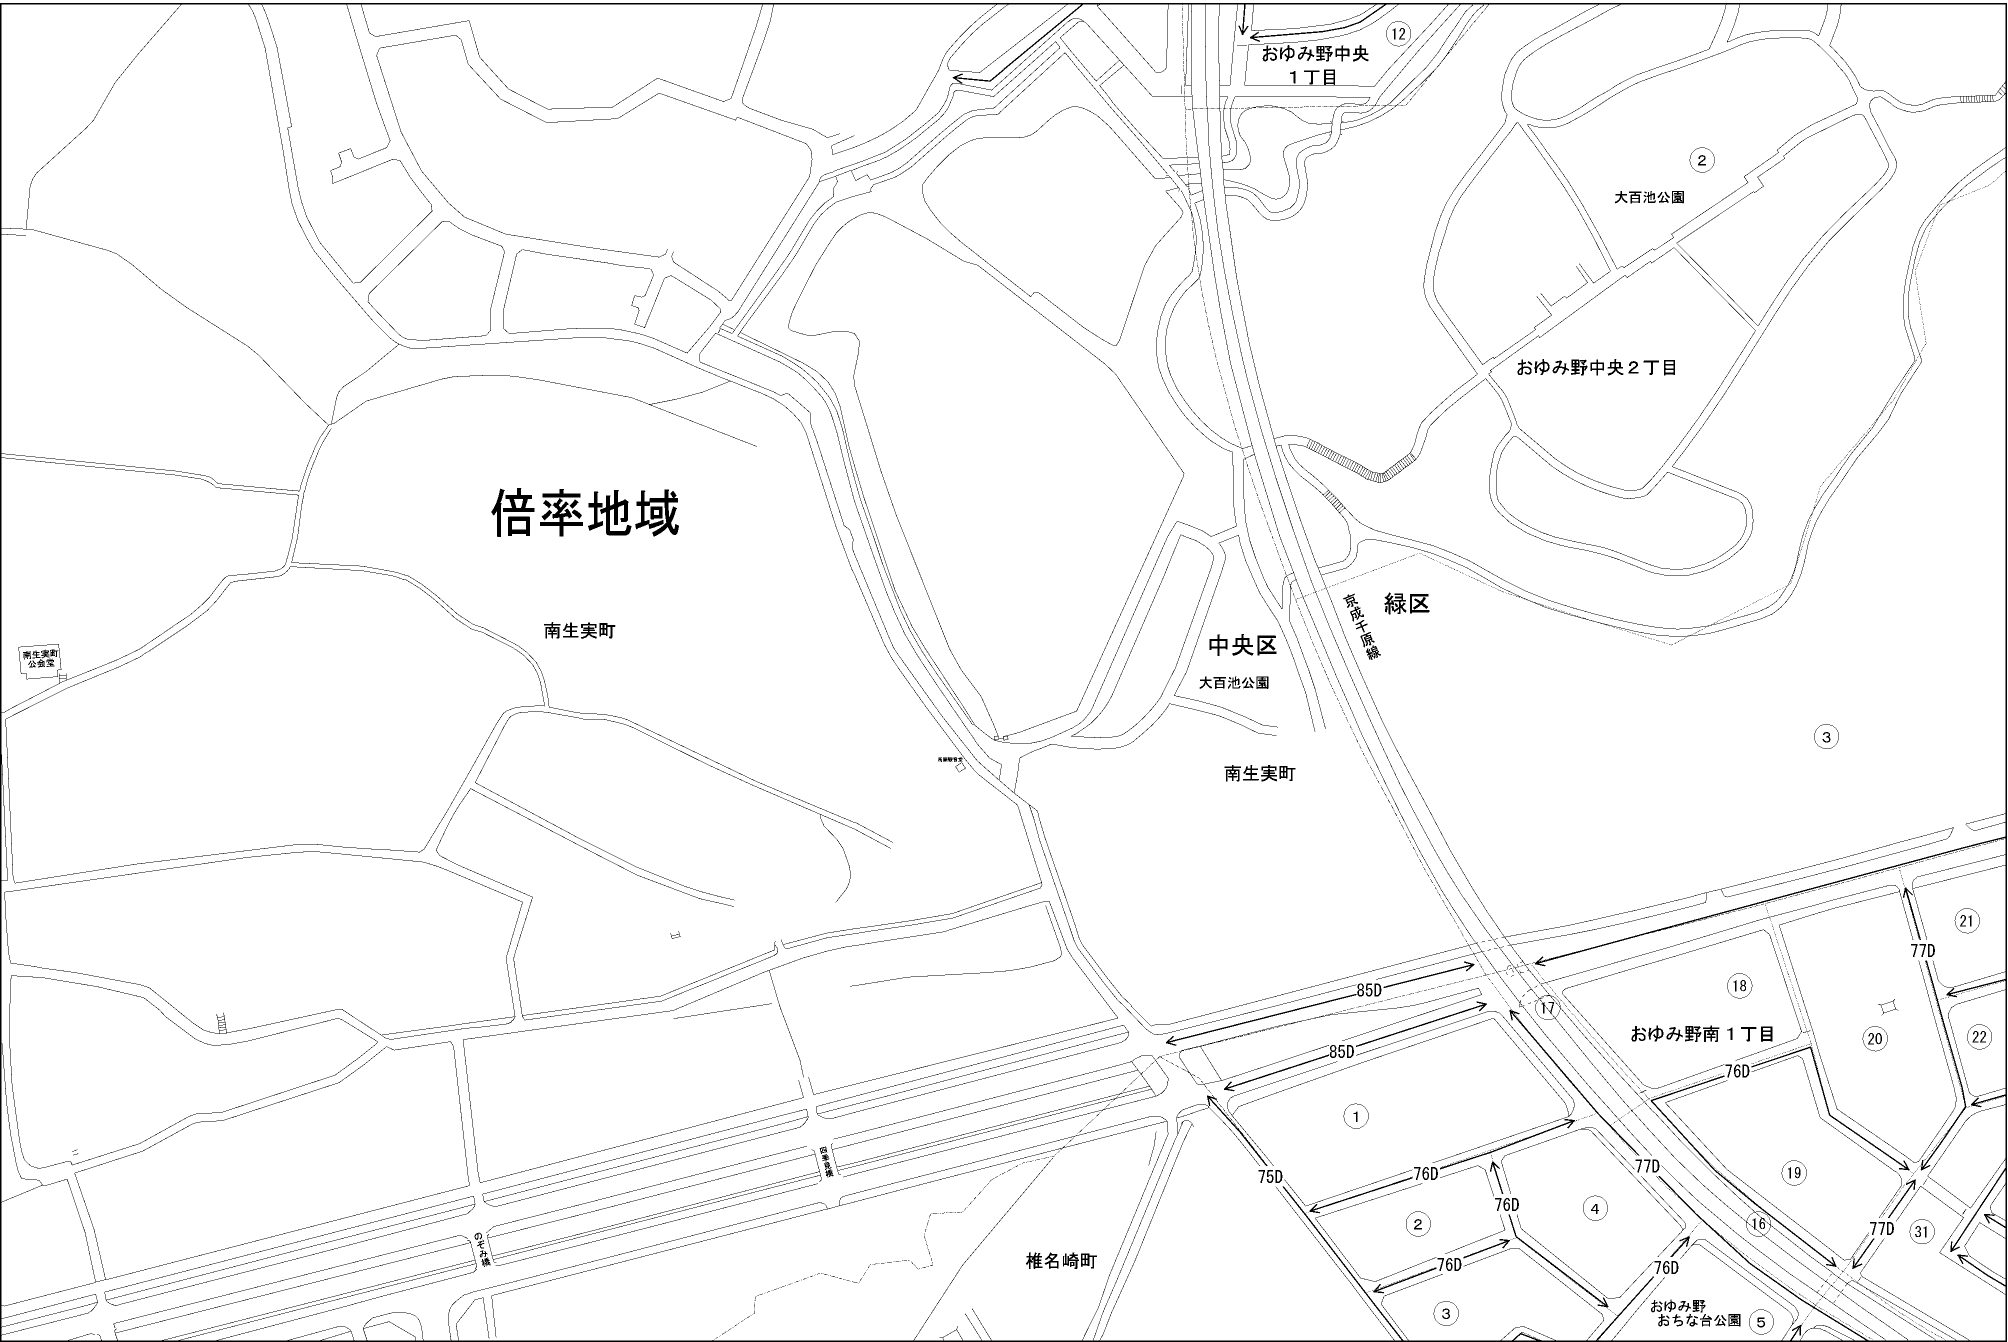 12
おゆみ野中央
１丁目
2
大百池公園
おゆみ野中央２丁目
倍率地域
南生実町
南生実町
公会堂
緑区
京成千原線
中央区
大百池公園
3
南生実町
21
77D
18
85D
17
おゆみ野南１丁目
20
22
85D
76D
1
四季見橋
77D
75D
76D
19
76D
4
2
16
77D
31
のぞみ橋
椎名崎町
76D
76D
おゆみ野
おちな台公園
3
5